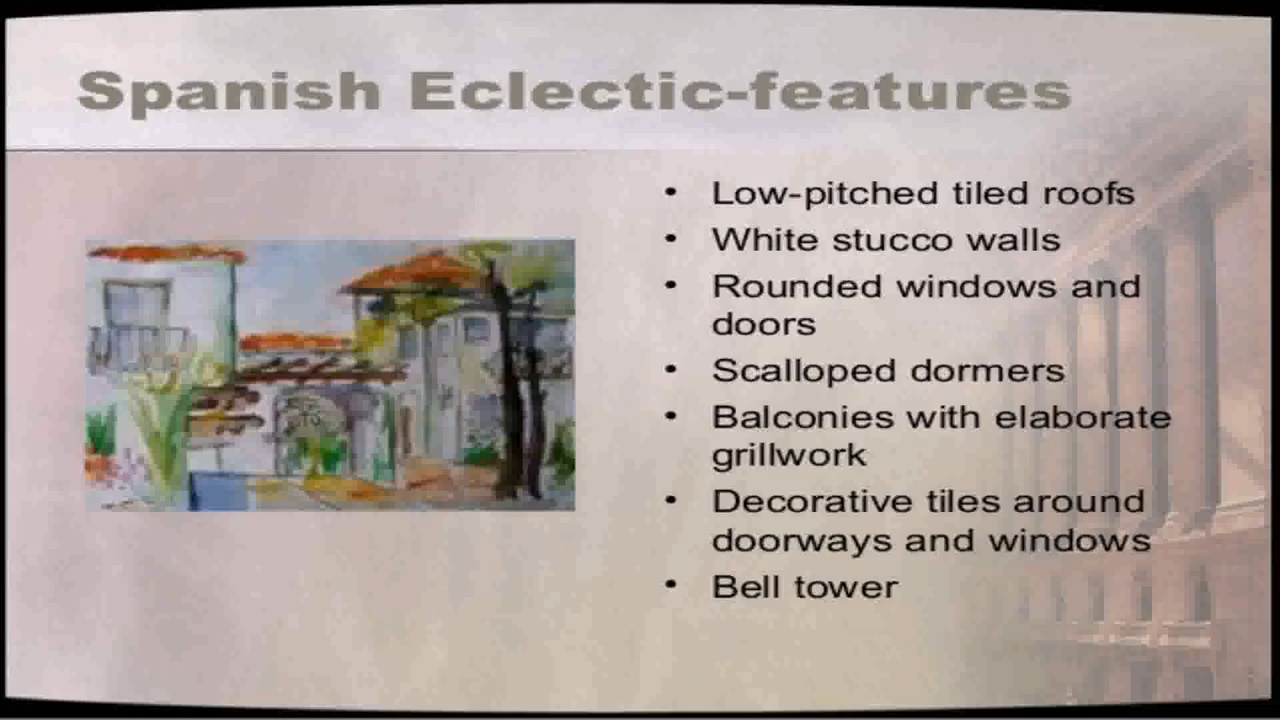 Spanish Eclectic-features
• Low-pitched tiled roofs
• White stucco walls
• Rounded windows and
doors
• Scalloped dormers
• Balconies with elaborate
grillwork
• Decorative tiles around
doorways and windows
• Bell tower